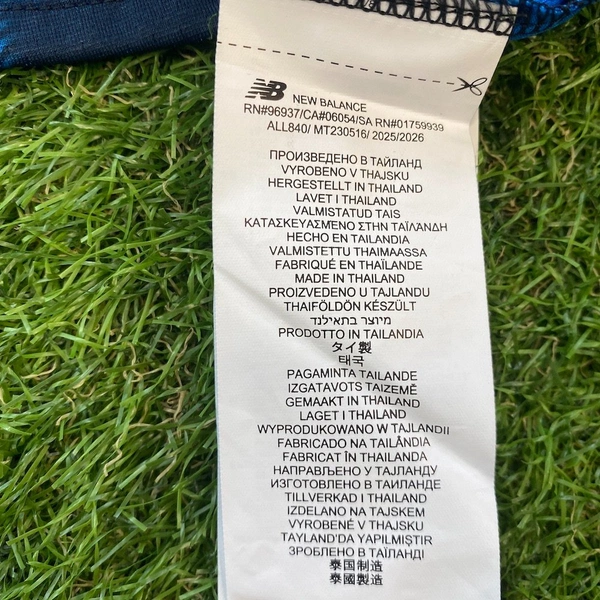 NB NEW BALANCE
RN#96937/CA#06054/SA RN#01759939
ALL840/ MT230516/ 2025/2026
ПРОИЗВЕДЕНО В ТАЙЛАНД
VYROBENO V THAJSKU
HERGESTELLT IN THAILAND
LAVET I THAILAND
VALMISTATUD TAIS
ΚΑΤΑΣΚΕΥΑΣΜΈΝΟ ΣΤΗΝ ΤΑΪΛΆΝΔΗ
HECHO EN TAILANDIA
VALMISTETTU THAIMAASSA
FABRIQUÉ EN THAÏLANDE
MADE IN THAILAND
PROIZVEDENO U TAJLANDU
THAIFÖLDÖN KÉSZÜLT
מיוצר בתאילנד
PRODOTTO IN TAILANDIA
タイ製
태국
PAGAMINTA TAILANDE
IZGATAVOTS TAIZEMĒ
GEMAAKT IN THAILAND
LAGET I THAILAND
WYPRODUKOWANO W TAJLANDII
FABRICADO NA TAILÂNDIA
FABRICAT ÎN THAILANDA
НАПРАВЉЕНО У ТАЈЛАНДУ
ИЗГОТОВЛЕНО В ТАИЛАНДЕ
TILLVERKAD I THAILAND
IZDELANO NA TAJSKEM
VYROBENÉ V THAJSKU
TAYLAND'DA YAPILMIŞTIR
ЗРОБЛЕНО В ТАЇЛАНДІ
泰国制造
泰國製造